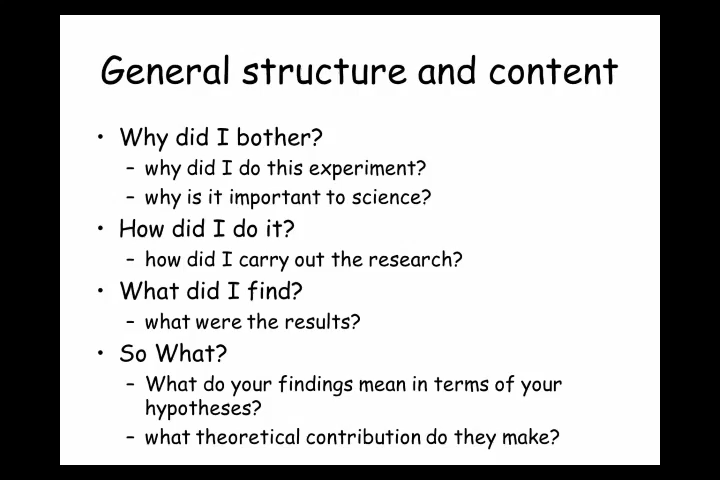 General structure and content
• Why did I bother?
– why did I do this experiment?
– why is it important to science?
• How did I do it?
– how did I carry out the research?
• What did I find?
– what were the results?
• So What?
– What do your findings mean in terms of your
hypotheses?
– what theoretical contribution do they make?